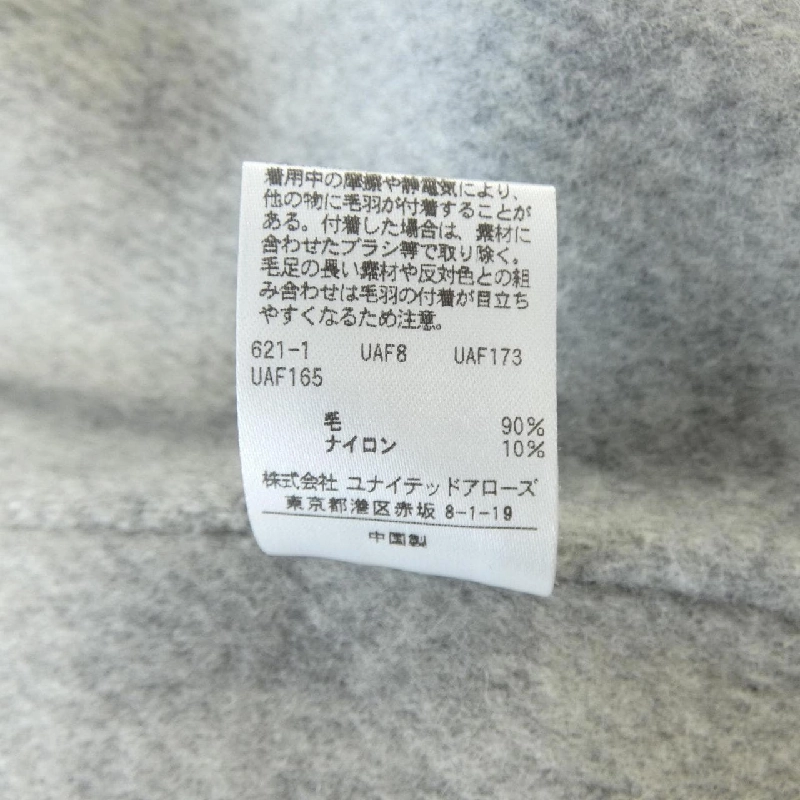 着用中の摩擦や静電気により、
他の物に毛羽が付着することが
ある。付着した場合は、素材に
合わせたブラシ等で取り除く。
毛足の長い素材や反対色との組
み合わせは毛羽の付着が目立ち
やすくなるため注意。
621-1 UAF8 UAF173
UAF165
毛 90%
ナイロン 10%
株式会社 ユナイテッドアローズ
東京都港区赤坂 8-1-19
中国製